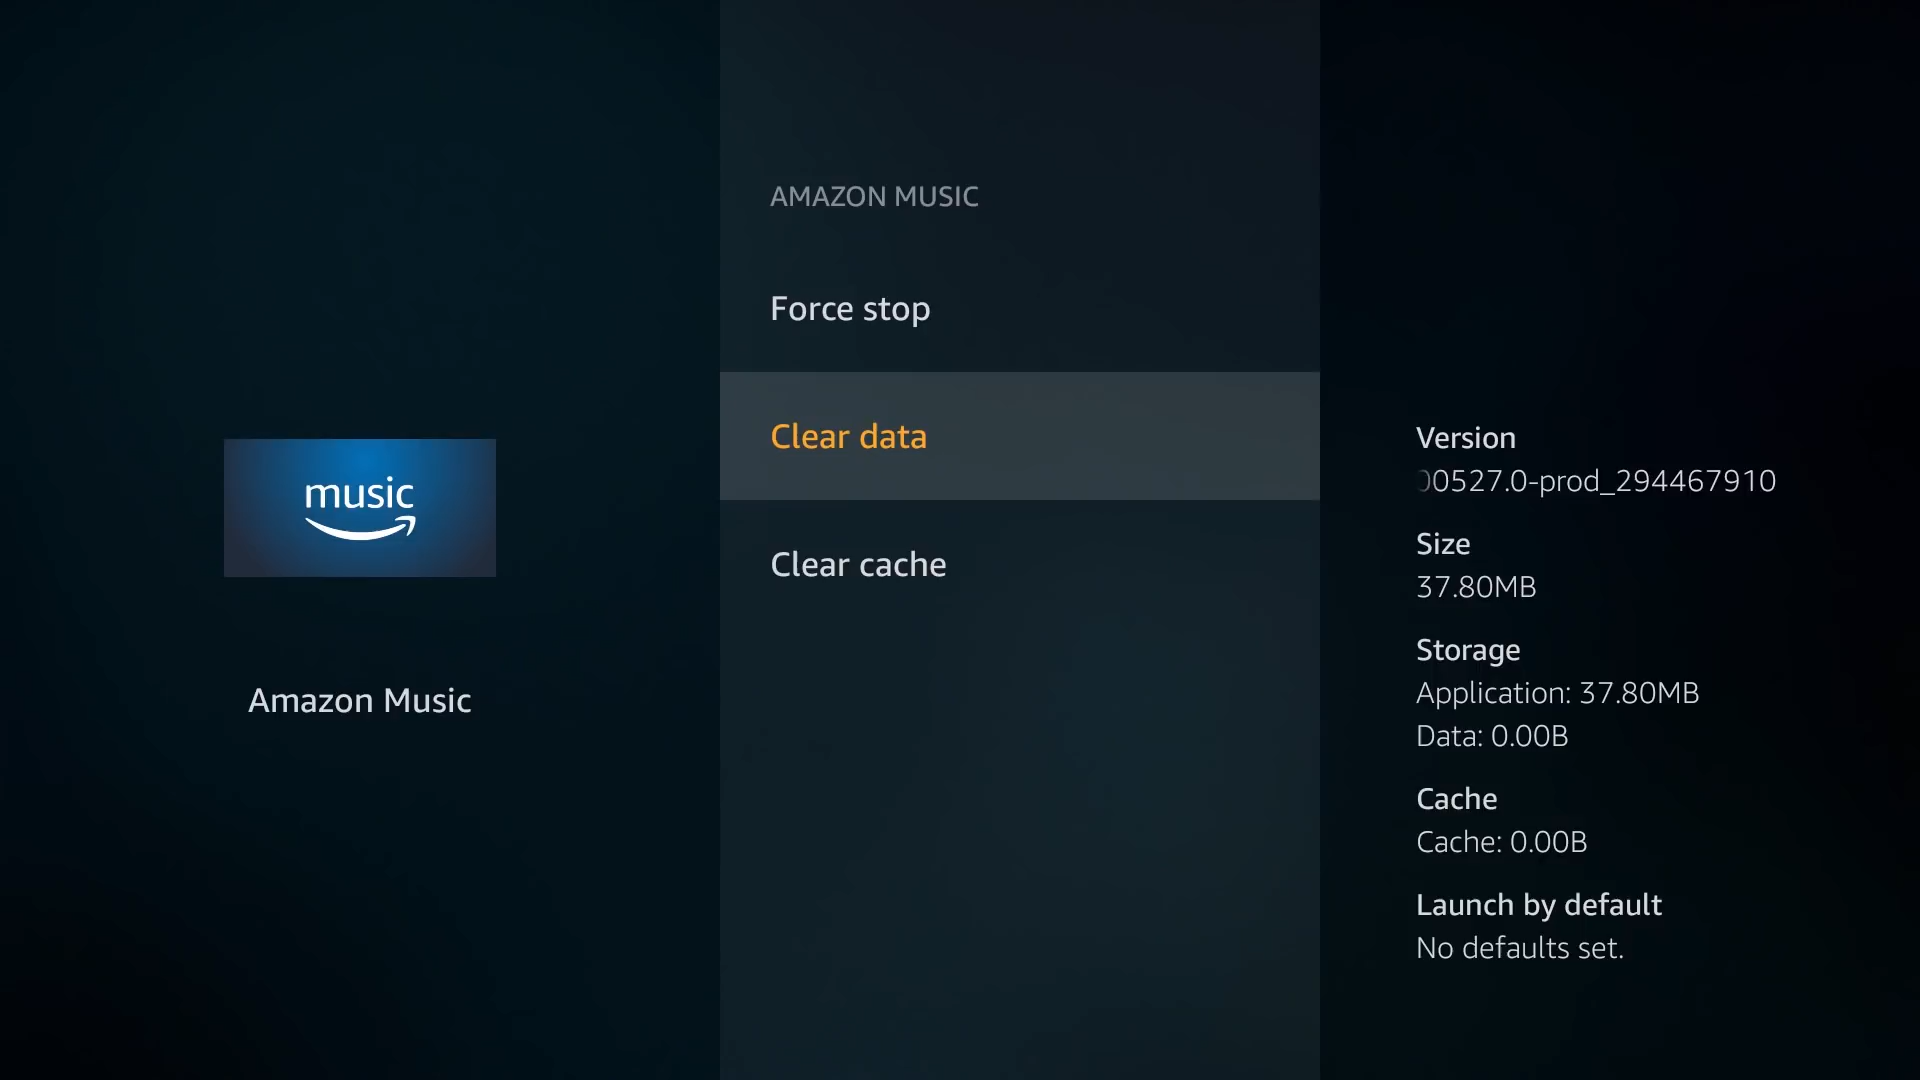 AMAZON MUSIC
Force stop
Clear data
Clear cache
music
Amazon Music
Version
00527.0-prod_294467910
Size
37.80MB
Storage
Application: 37.80MB
Data: 0.00B
Cache
Cache: 0.00B
Launch by default
No defaults set.